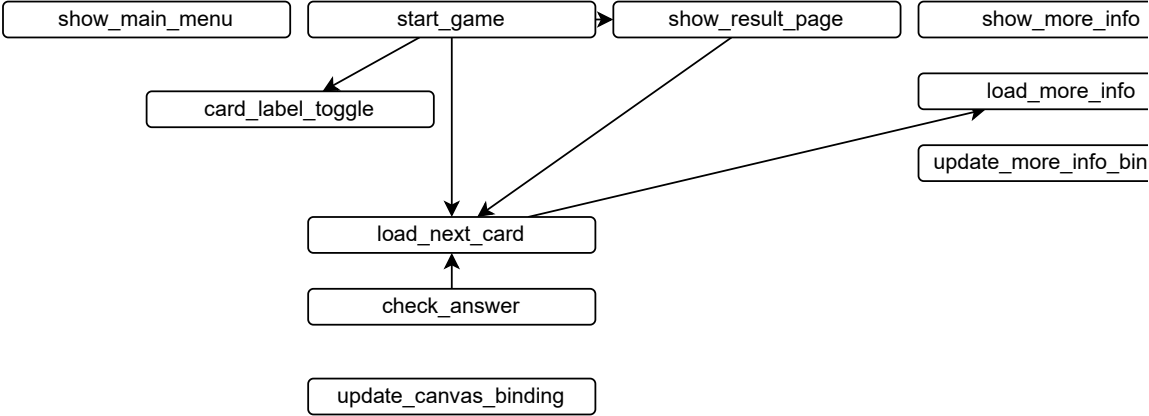 show_main_menu
start_game
show_result_page
show_more_info
card_label_toggle
load_more_info
update_more_info_bin
load_next_card
check_answer
update_canvas_binding